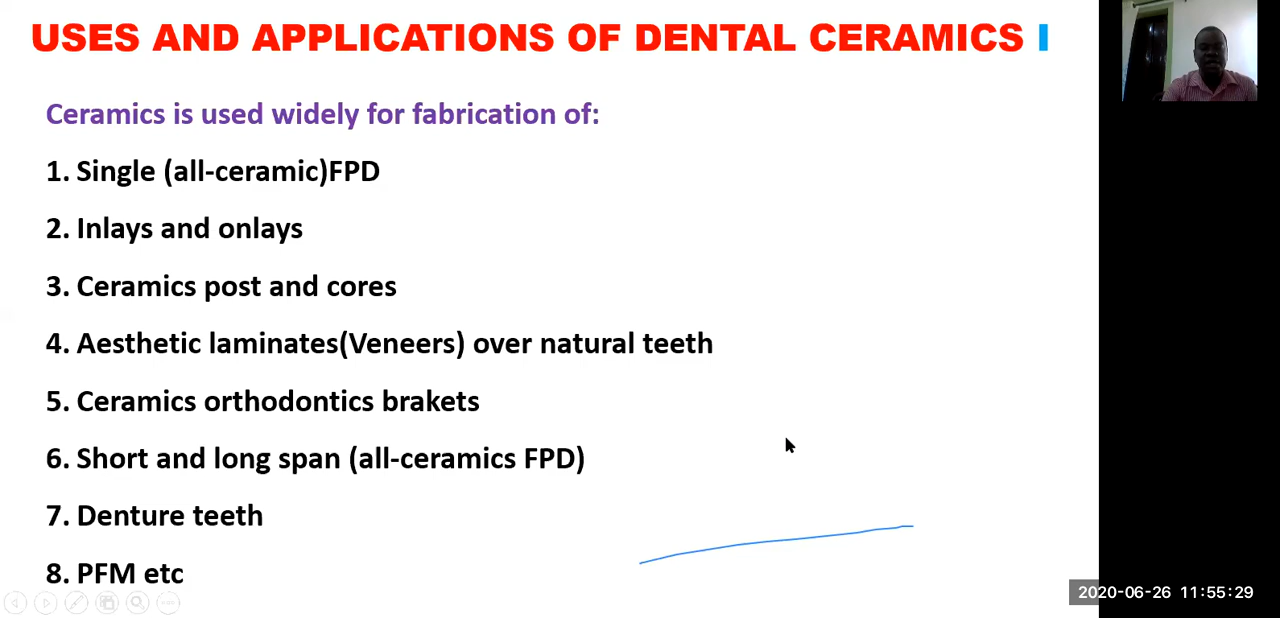 USES AND APPLICATIONS OF DENTAL CERAMICS I
Ceramics is used widely for fabrication of:
1. Single (all-ceramic)FPD
2. Inlays and onlays
3. Ceramics post and cores
4. Aesthetic laminates(Veneers) over natural teeth
5. Ceramics orthodontics brakets
6. Short and long span (all-ceramics FPD)
7. Denture teeth
8. PFM etc
2020-06-26 11:55:29